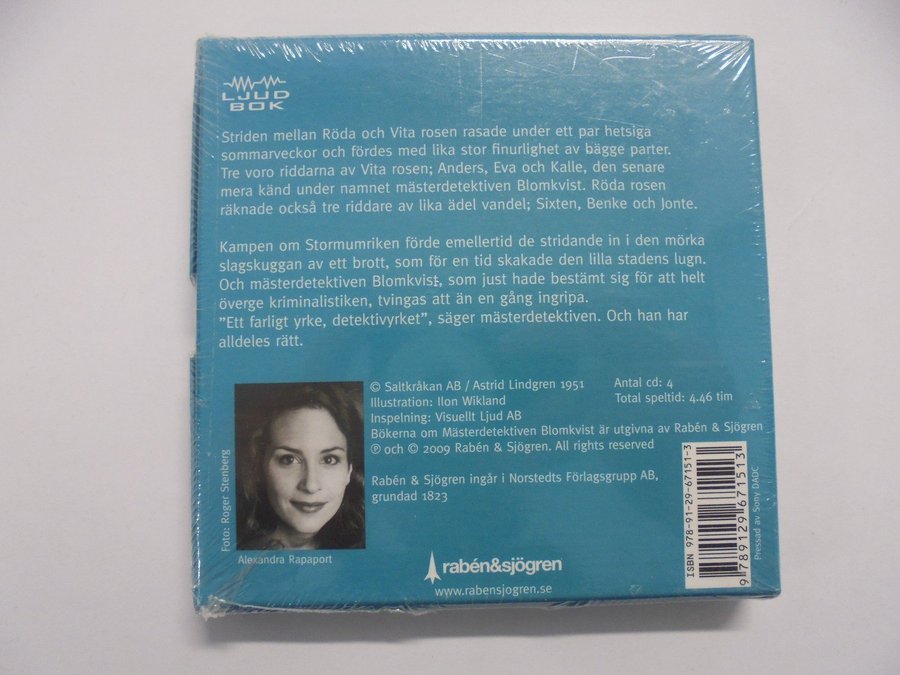 LJUD
BOK
Striden mellan Röda och Vita rosen rasade under ett par hetsiga
sommarveckor och fördes med lika stor finurlighet av bägge parter.
Tre voro riddarna av Vita rosen; Anders, Eva och Kalle, den senare
mera känd under namnet mästerdetektiven Blomkvist. Röda rosen
räknade också tre riddare av lika ädel vandel; Sixten, Benke och Jonte.
Kampen om Stormumriken förde emellertid de stridande in i den mörka
slagskuggan av ett brott, som för en tid skakade den lilla stadens lugn.
Och mästerdetektiven Blomkvist, som just hade bestämt sig för att helt
överge kriminalistiken, tvingas att än en gång ingripa.
”Ett farligt yrke, detektivyrket”, säger mästerdetektiven. Och han har
alldeles rätt.
Foto: Roger Stenberg
Alexandra Rapaport
© Saltkråkan AB / Astrid Lindgren 1951
Illustration: Ilon Wikland
Inspelning: Visuellt Ljud AB
Bökerna om Mästerdetektiven Blomkvist är utgivna av Rabén & Sjögren
℗ och © 2009 Rabén & Sjögren. All rights reserved
Antal cd: 4
Total speltid: 4.46 tim
Rabén & Sjögren ingår i Norstedts Förlagsgrupp AB,
grundad 1823
rabén&sjögren
www.rabensjogren.se
ISBN 978-91-29-67151-3
9 789129 671513
Pressad av Sony DADC